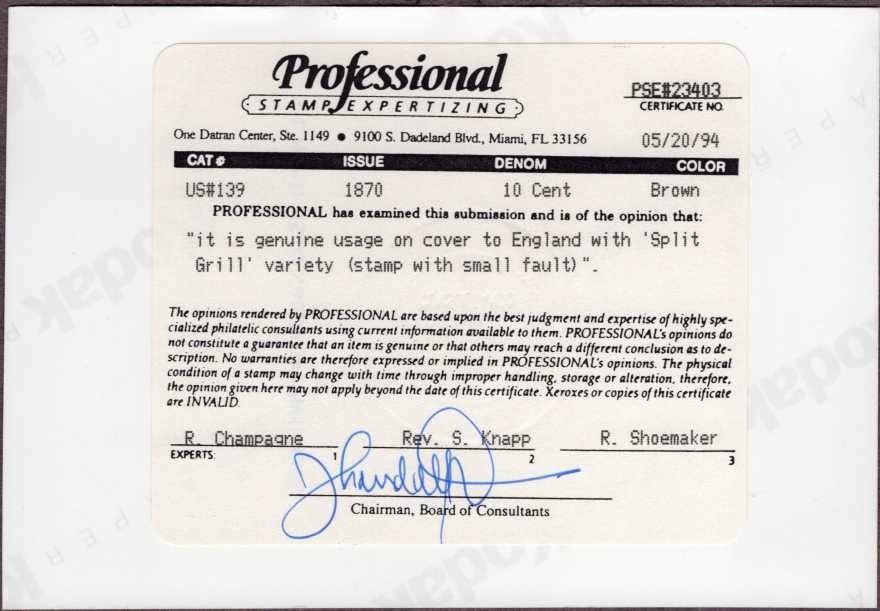 Professional
STAMP EXPERTIZING
PSE#23403
CERTIFICATE NO.
One Datran Center, Ste. 1149 ● 9100 S. Dadeland Blvd., Miami, FL 33156
05/20/94
CAT # ISSUE DENOM COLOR
US#139 1870 10 Cent Brown
PROFESSIONAL has examined this submission and is of the opinion that:
"it is genuine usage on cover to England with 'Split
Grill' variety (stamp with small fault)".
The opinions rendered by PROFESSIONAL are based upon the best judgment and expertise of highly spe-
cialized philatelic consultants using current information available to them. PROFESSIONAL's opinions do
not constitute a guarantee that an item is genuine or that others may reach a different conclusion as to de-
scription. No warranties are therefore expressed or implied in PROFESSIONAL's opinions. The physical
condition of a stamp may change with time through improper handling, storage or alteration, therefore,
the opinion given here may not apply beyond the date of this certificate. Xeroxes or copies of this certificate
are INVALID.
R. Champagne Rev. S. Knapp R. Shoemaker
EXPERTS: 1 2 3
Chairman, Board of Consultants
Kodak
Kodak
Kodak
Kodak